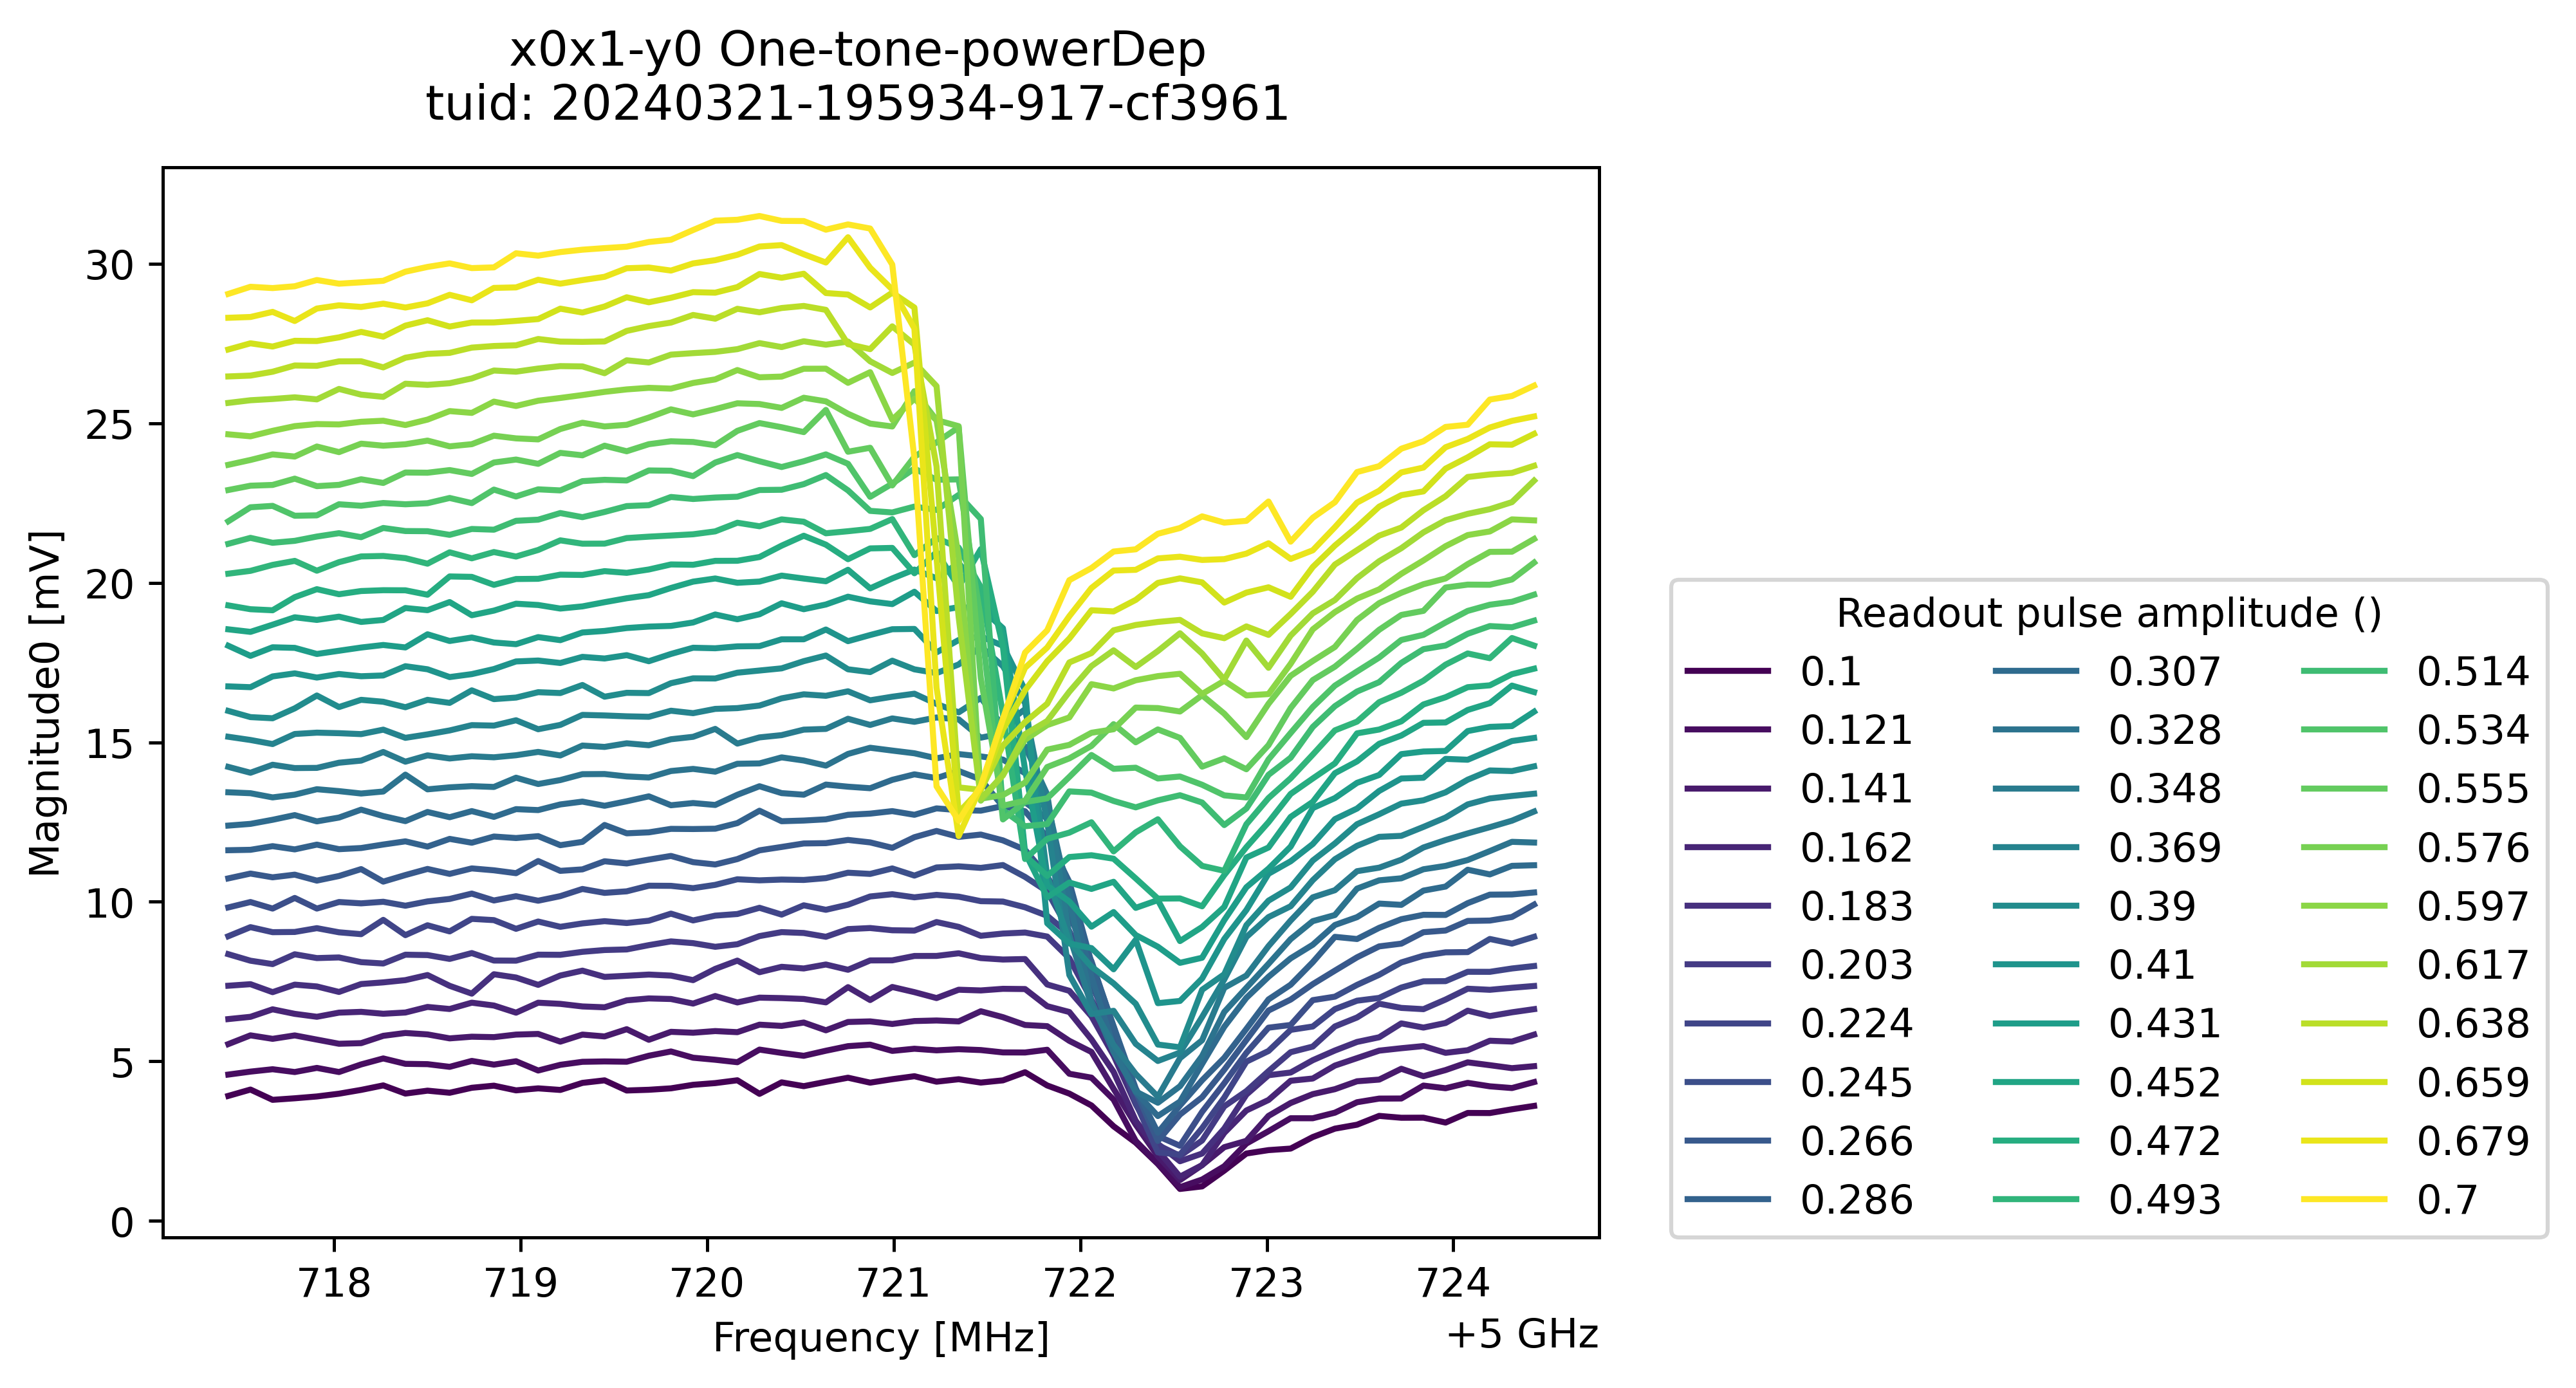 x0x1-y0 One-tone-powerDep
tuid: 20240321-195934-917-cf3961
Magnitude0 [mV]
30
25
20
15
10
5
0
718 719 720 721 722 723 724
Frequency [MHz]
+5 GHz
Readout pulse amplitude ()
0.1 0.307 0.514
0.121 0.328 0.534
0.141 0.348 0.555
0.162 0.369 0.576
0.183 0.39 0.597
0.203 0.41 0.617
0.224 0.431 0.638
0.245 0.452 0.659
0.266 0.472 0.679
0.286 0.493 0.7